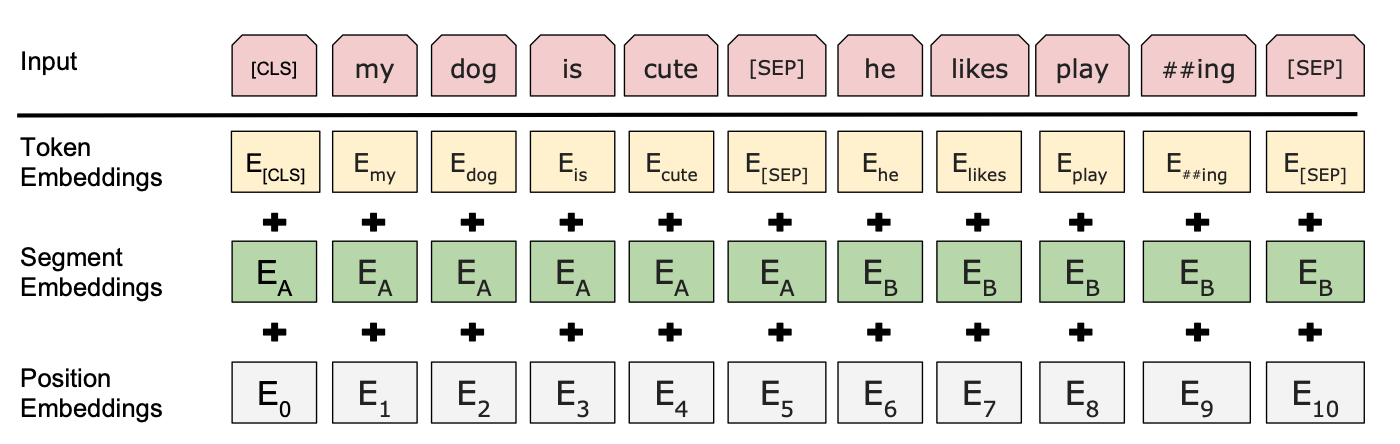 Input [CLS] my dog is cute [SEP] he likes play ##ing [SEP]
Token
Embeddings E[CLS] Emy Edog Eis Ecute E[SEP] Ehe Elikes Eplay E##ing E[SEP]
+ + + + + + + + + + +
Segment
Embeddings EA EA EA EA EA EA EB EB EB EB EB
+ + + + + + + + + + +
Position
Embeddings E0 E1 E2 E3 E4 E5 E6 E7 E8 E9 E10